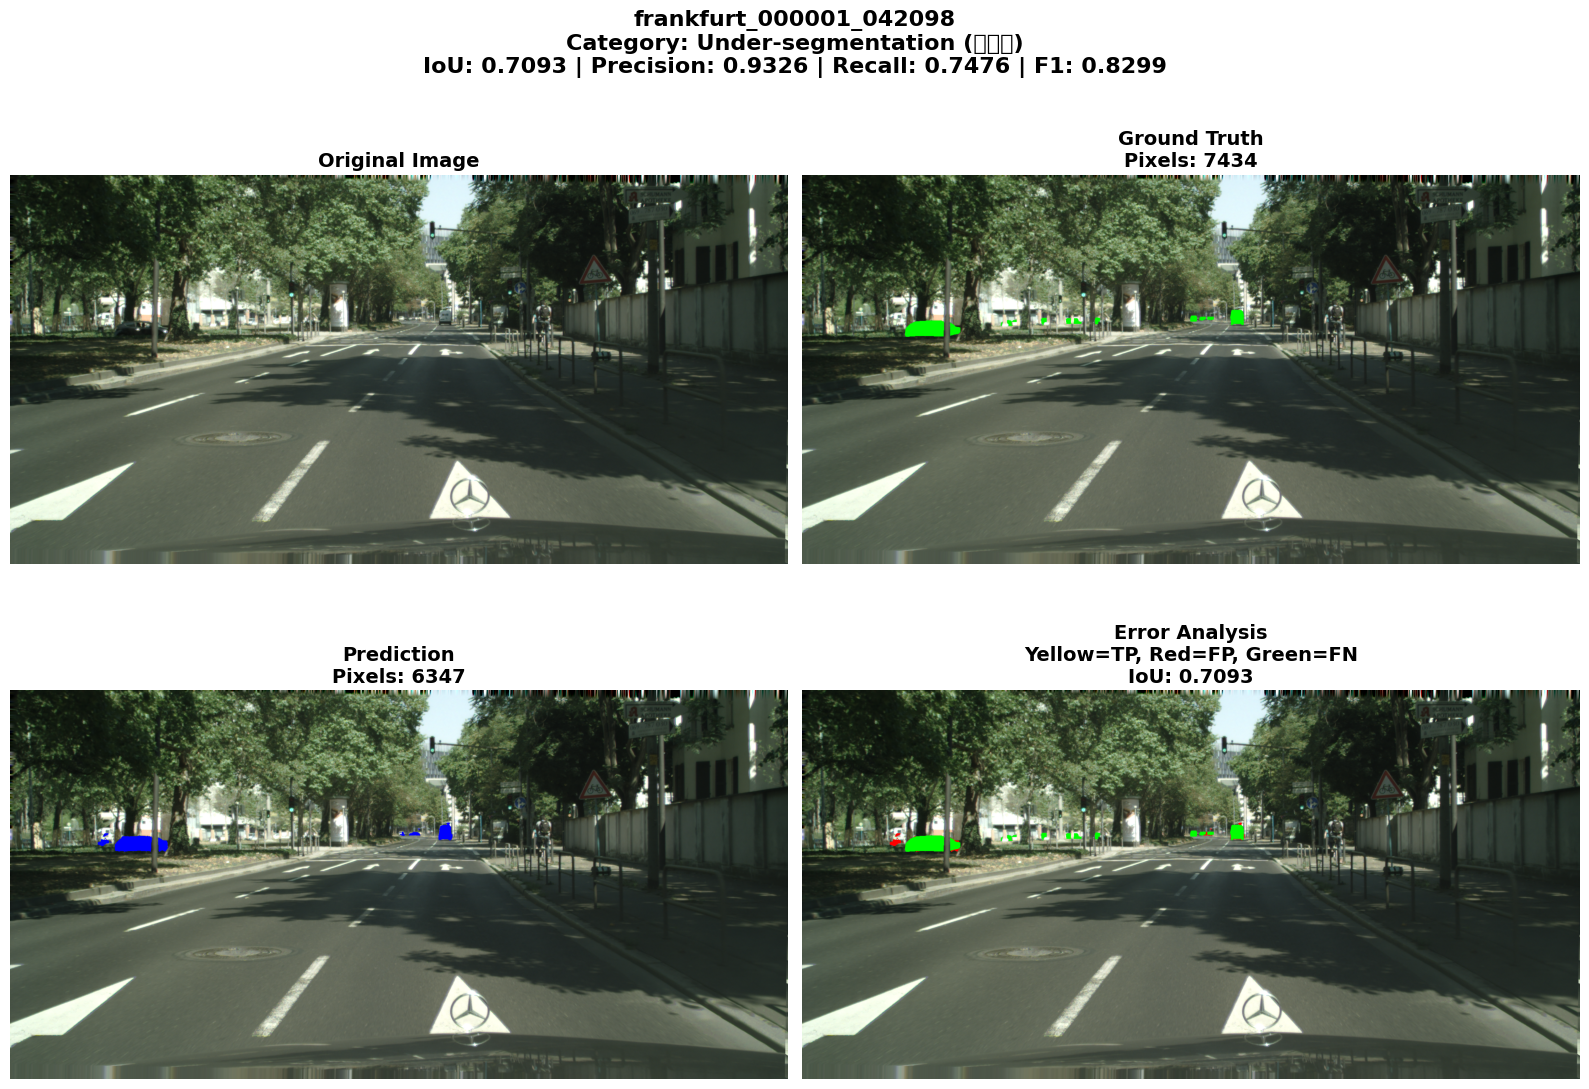 frankfurt_000001_042098
Category: Under-segmentation (□□□)
IoU: 0.7093 | Precision: 0.9326 | Recall: 0.7476 | F1: 0.8299
Original Image
Ground Truth
Pixels: 7434
Prediction
Pixels: 6347
Error Analysis
Yellow=TP, Red=FP, Green=FN
IoU: 0.7093